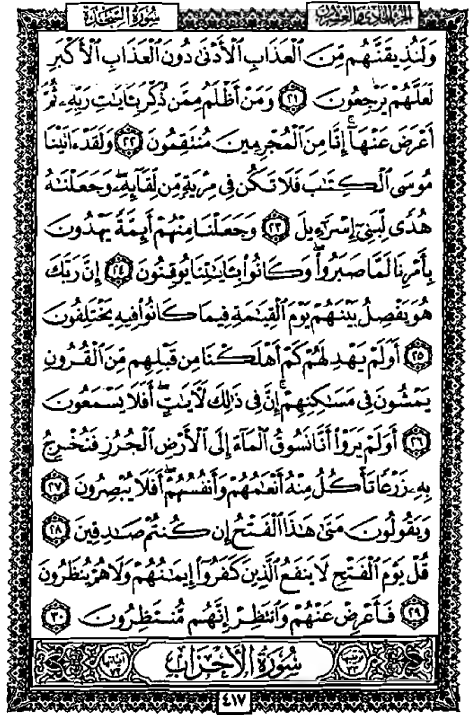 سورة السجدة الجزء الحادي والعشرون
وَلَنُذِيقَنَّهُم مِّنَ ٱلْعَذَابِ ٱلْأَدْنَىٰ دُونَ ٱلْعَذَابِ ٱلْأَكْبَرِ
لَعَلَّهُمْ يَرْجِعُونَ ٢١ وَمَنْ أَظْلَمُ مِمَّن ذُكِّرَ بِـَٔايَٰتِ رَبِّهِۦ ثُمَّ
أَعْرَضَ عَنْهَآ ۚ إِنَّا مِنَ ٱلْمُجْرِمِينَ مُنتَقِمُونَ ٢٢ وَلَقَدْ ءَاتَيْنَا
مُوسَى ٱلْكِتَٰبَ فَلَا تَكُن فِى مِرْيَةٍ مِّن لِّقَآئِهِۦ ۖ وَجَعَلْنَٰهُ
هُدًى لِّبَنِىٓ إِسْرَٰٓءِيلَ ٢٣ وَجَعَلْنَا مِنْهُمْ أَئِمَّةً يَهْدُونَ
بِأَمْرِنَا لَمَّا صَبَرُوا۟ ۖ وَكَانُوا۟ بِـَٔايَٰتِنَا يُوقِنُونَ ٢٤ إِنَّ رَبَّكَ
هُوَ يَفْصِلُ بَيْنَهُمْ يَوْمَ ٱلْقِيَٰمَةِ فِيمَا كَانُوا۟ فِيهِ يَخْتَلِفُونَ
٢٥ أَوَلَمْ يَهْدِ لَهُمْ كَمْ أَهْلَكْنَا مِن قَبْلِهِم مِّنَ ٱلْقُرُونِ
يَمْشُونَ فِى مَسَٰكِنِهِمْ ۚ إِنَّ فِى ذَٰلِكَ لَـَٔايَٰتٍ ۖ أَفَلَا يَسْمَعُونَ
٢٦ أَوَلَمْ يَرَوْا۟ أَنَّا نَسُوقُ ٱلْمَآءَ إِلَى ٱلْأَرْضِ ٱلْجُرُزِ فَنُخْرِجُ
بِهِۦ زَرْعًا تَأْكُلُ مِنْهُ أَنْعَٰمُهُمْ وَأَنفُسُهُمْ ۖ أَفَلَا يُبْصِرُونَ ٢٧
وَيَقُولُونَ مَتَىٰ هَٰذَا ٱلْفَتْحُ إِن كُنتُمْ صَٰدِقِينَ ٢٨
قُلْ يَوْمَ ٱلْفَتْحِ لَا يَنفَعُ ٱلَّذِينَ كَفَرُوٓا۟ إِيمَٰنُهُمْ وَلَا هُمْ يُنظَرُونَ
٢٩ فَأَعْرِضْ عَنْهُمْ وَٱنتَظِرْ إِنَّهُم مُّنتَظِرُونَ ٣٠
سُورَةُ الأَحْزَابِ
٤١٧